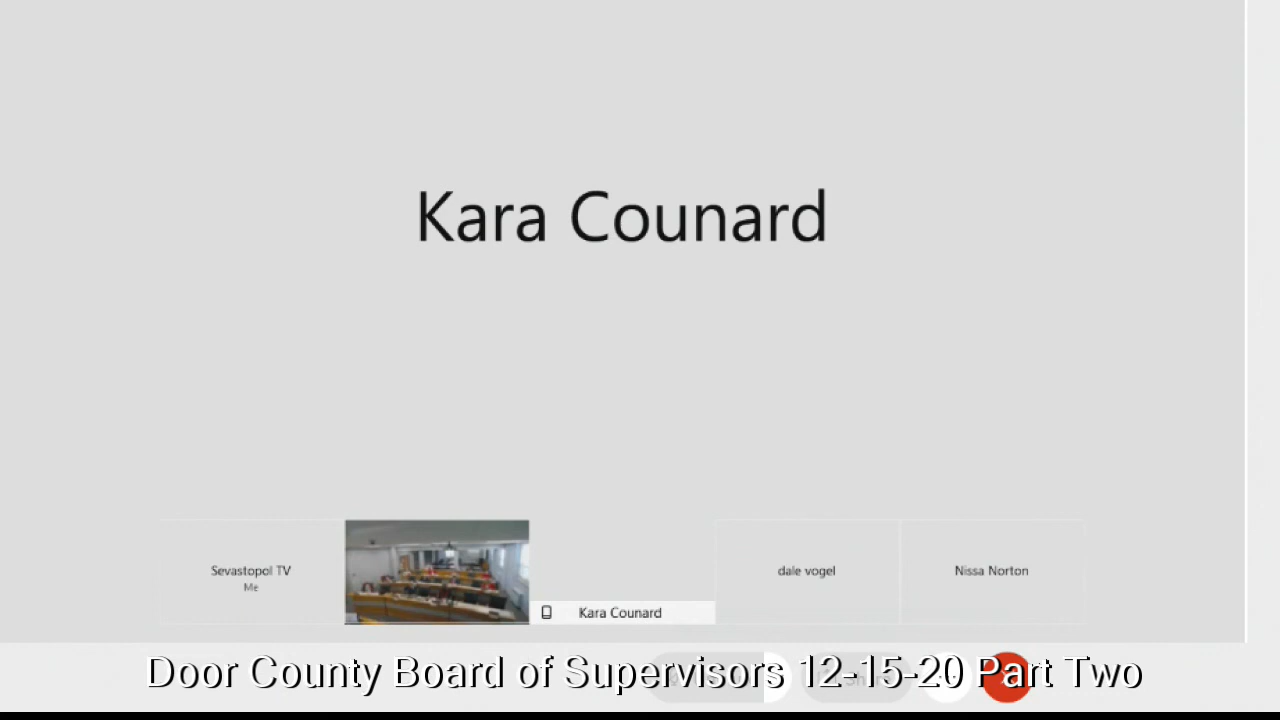 Kara Counard
Sevastopol TV
Me
Kara Counard
dale vogel
Nissa Norton
Door County Board of Supervisors 12-15-20 Part Two